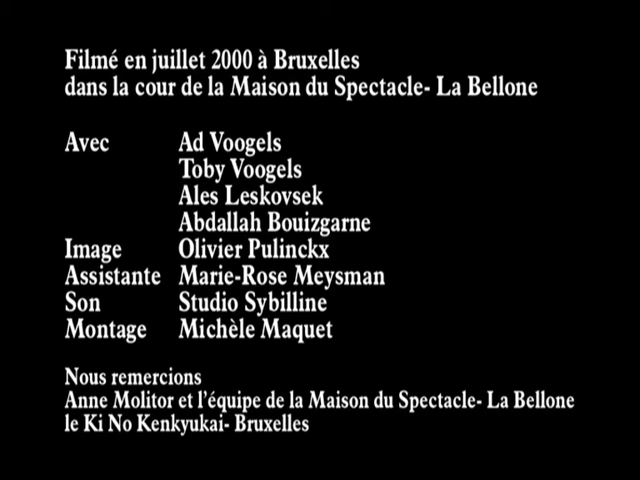 Filmé en juillet 2000 à Bruxelles
dans la cour de la Maison du Spectacle- La Bellone
Avec Ad Voogels
Toby Voogels
Ales Leskovsek
Abdallah Bouizgarne
Image Olivier Pulinckx
Assistante Marie-Rose Meysman
Son Studio Sybilline
Montage Michèle Maquet
Nous remercions
Anne Molitor et l'équipe de la Maison du Spectacle- La Bellone
le Ki No Kenkyukai- Bruxelles